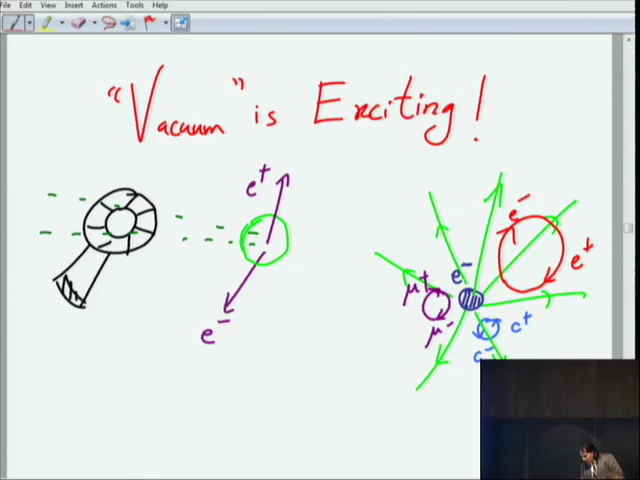 File Edit View Insert Actions Tools Help
"Vacuum" is Exciting!
e⁺
e⁻
e⁻
e⁺
e⁻
μ⁺
μ⁻
c⁺
c⁻